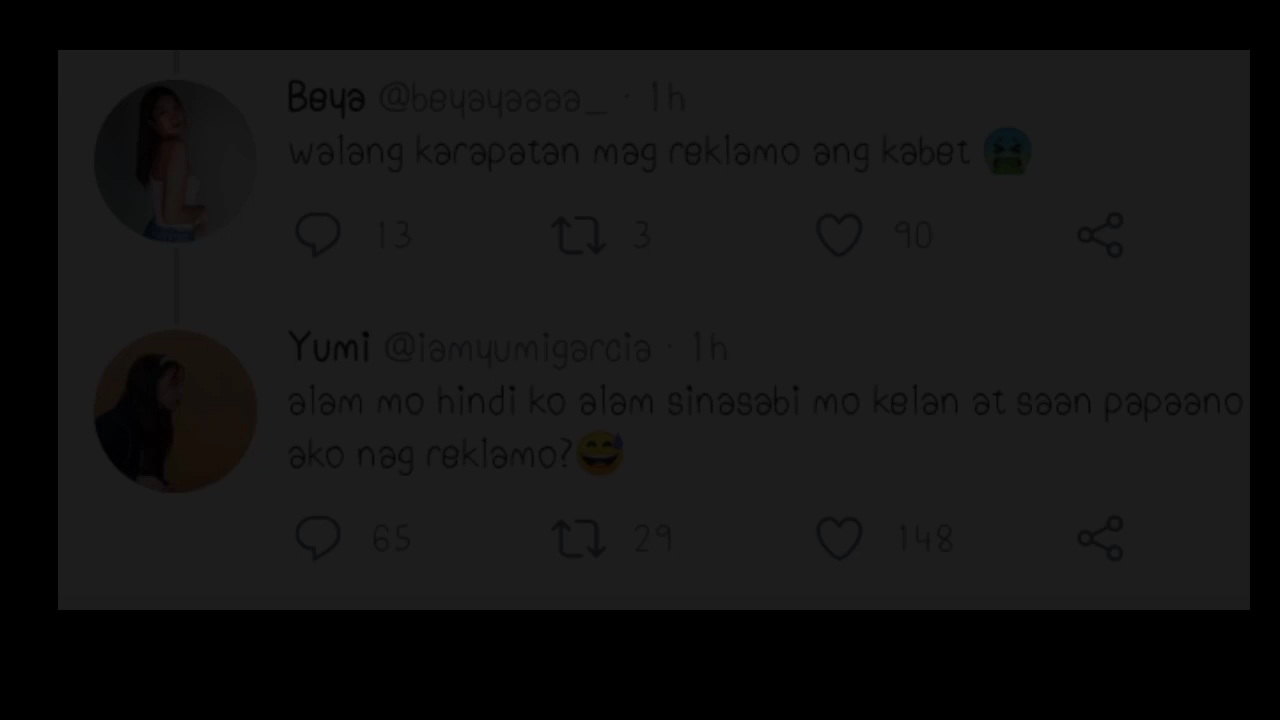 Beya @beyayaaaa_ · 1h
walang karapatan mag reklamo ang kabet 🤮
13 3 90
Yumi @iamyumigarcia · 1h
alam mo hindi ko alam sinasabi mo kelan at saan papaano
ako nag reklamo?😅
65 29 148